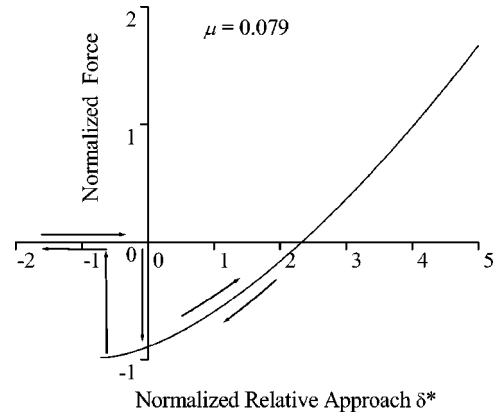 2
μ = 0.079
Normalized Force
1
-2 -1 0 0 1 2 3 4 5
-1
Normalized Relative Approach δ*